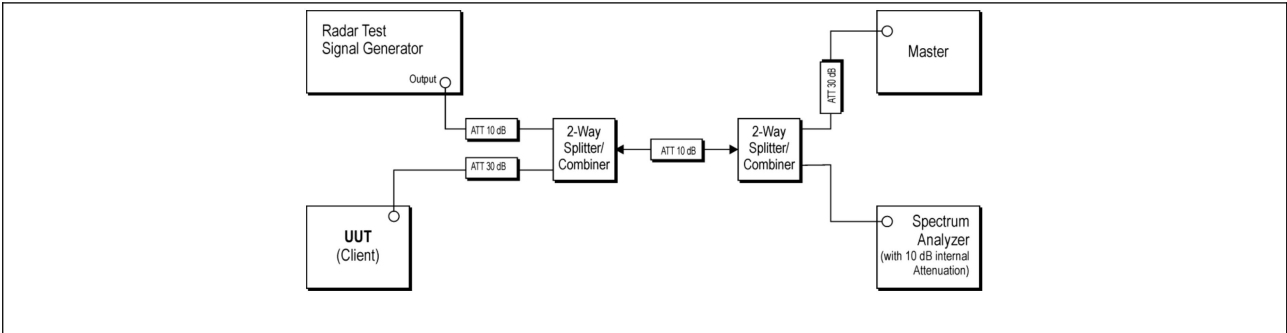 Radar Test
Signal Generator
Output
ATT 10 dB
ATT 30 dB
2-Way
Splitter/
Combiner
ATT 10 dB
2-Way
Splitter/
Combiner
ATT 30 dB
Master
UUT
(Client)
Spectrum
Analyzer
(with 10 dB internal
Attenuation)